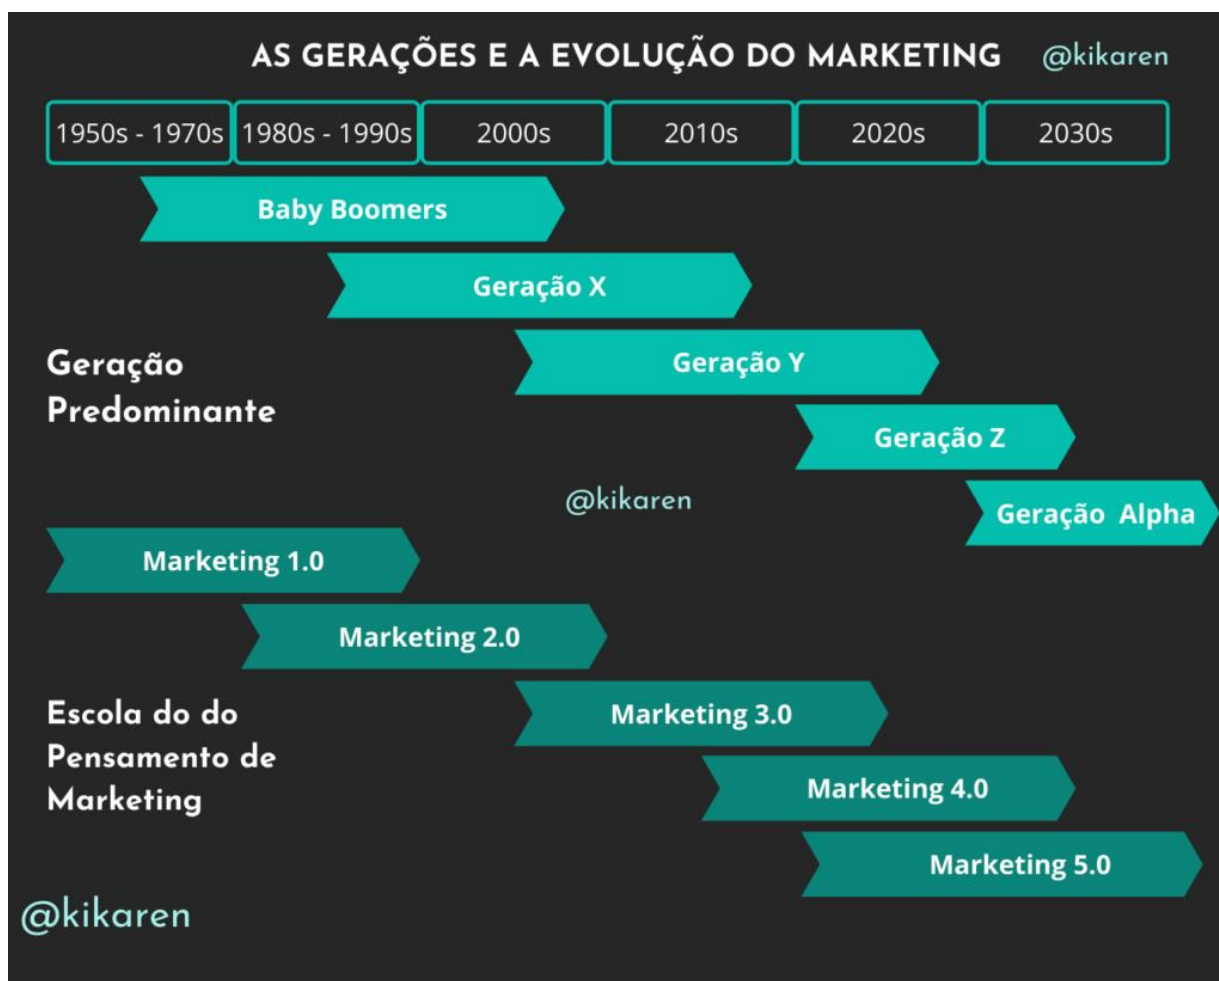 AS GERAÇÕES E A EVOLUÇÃO DO MARKETING @kikaren
1950s - 1970s 1980s - 1990s 2000s 2010s 2020s 2030s
Baby Boomers
Geração X
Geração
Predominante
Geração Y
Geração Z
@kikaren
Geração Alpha
Marketing 1.0
Marketing 2.0
Escola do do
Pensamento de
Marketing
Marketing 3.0
Marketing 4.0
Marketing 5.0
@kikaren